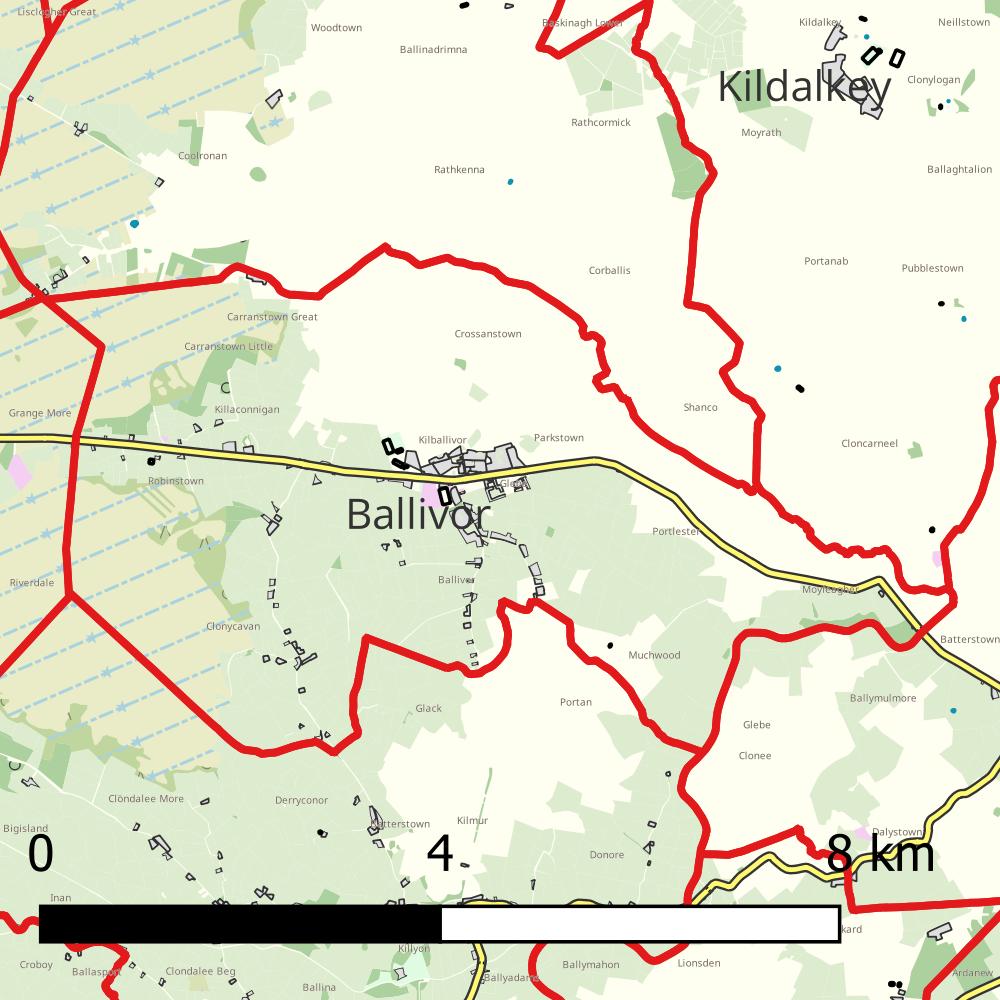 Lisclogher Great
Woodtown
Baskinagh Lower
Kildalkey
Neillstown
Ballinadrimna
Clonylogan
Kildalkey
Rathcormick
Moyrath
Coolronan
Rathkenna
Ballaghtalion
Corballis
Portanab
Pubblestown
Carranstown Great
Crossanstown
Carranstown Little
Grange More
Killaconnigan
Shanco
Kilballivor
Parkstown
Cloncarneel
Robinstown
Glebe
Ballivor
Portlester
Riverdale
Ballivor
Moyleagher
Clonycavan
Batterstown
Muchwood
Glack
Portan
Ballymulmore
Glebe
Clonee
Clondalee More
Derryconor
Bigisland
Batterstown
Kilmur
Dalystown
0 4 8 km
Donore
Inan
kard
Killyon
Croboy
Ballasport
Clondalee Beg
Ballyadams
Ballymahon
Lionsden
Ardanew
Ballina